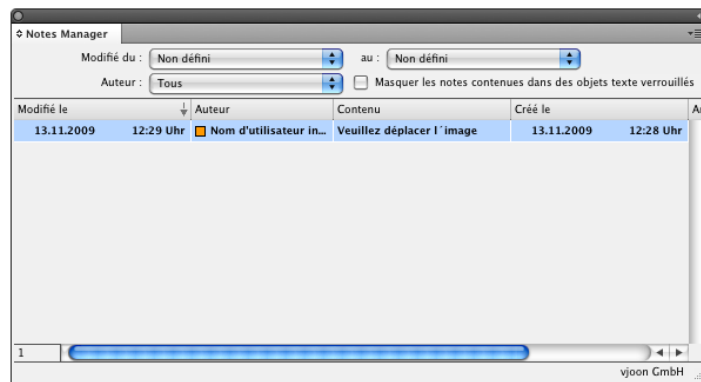 Notes Manager
Modifié du : Non défini au : Non défini
Auteur : Tous Masquer les notes contenues dans des objets texte verrouillés
Modifié le Auteur Contenu Créé le
13.11.2009 12:29 Uhr Nom d'utilisateur in... Veuillez déplacer l´image 13.11.2009 12:28 Uhr
1
vjoon GmbH